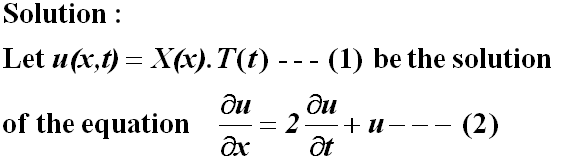 Solution :
Let u(x,t) = X(x). T(t) - - - (1) be the solution
of the equation ∂u/∂x = 2 ∂u/∂t + u − − − (2)